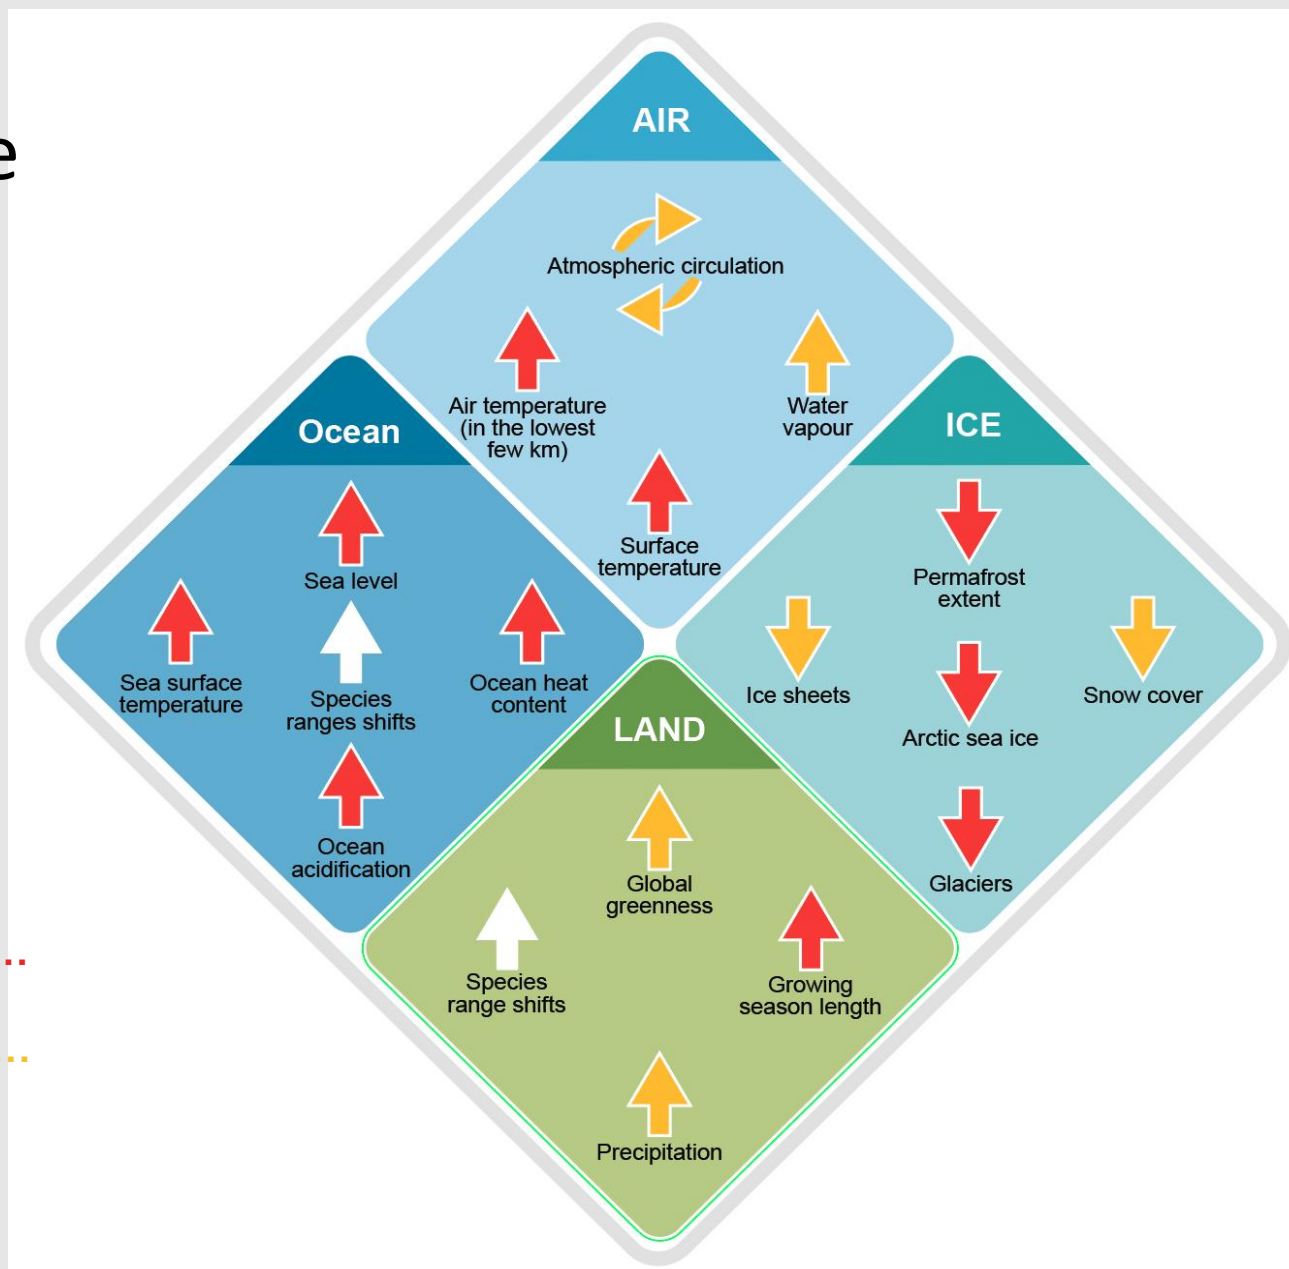 e
AIR
Atmospheric circulation
Air temperature
(in the lowest
few km)
Water
vapour
Surface
temperature
Ocean
Sea level
Sea surface
temperature
Species
ranges shifts
Ocean heat
content
Ocean
acidification
ICE
Permafrost
extent
Ice sheets
Snow cover
Arctic sea ice
Glaciers
LAND
Global
greenness
Species
range shifts
Growing
season length
Precipitation
..
..